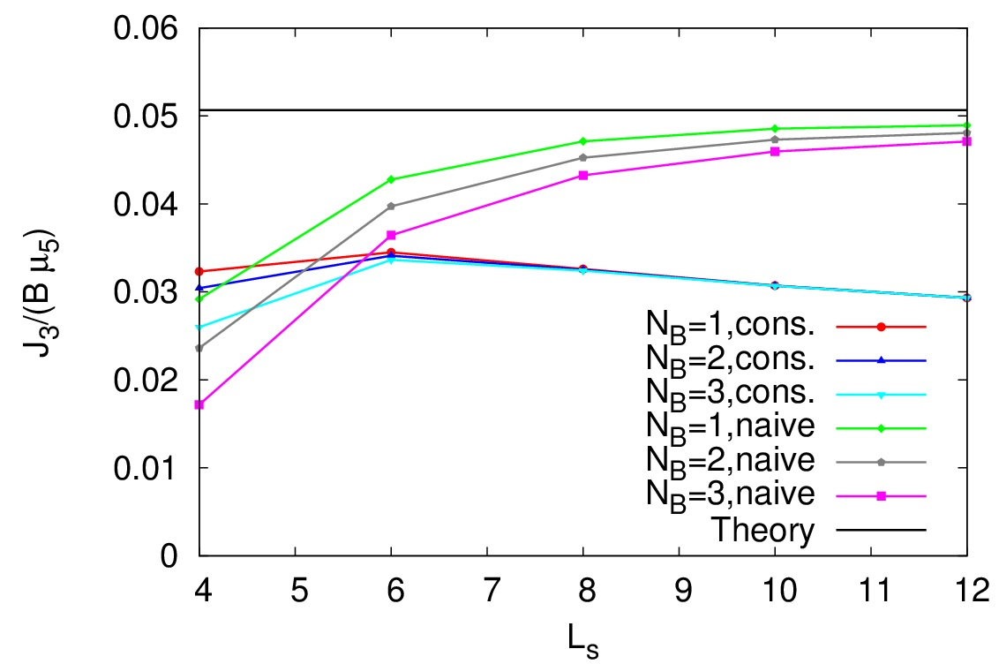 0.06
0.05
0.04
0.03
0.02
0.01
0
J3/(B μ5)
NB=1,cons.
NB=2,cons.
NB=3,cons.
NB=1,naive
NB=2,naive
NB=3,naive
Theory
4 5 6 7 8 9 10 11 12
Ls